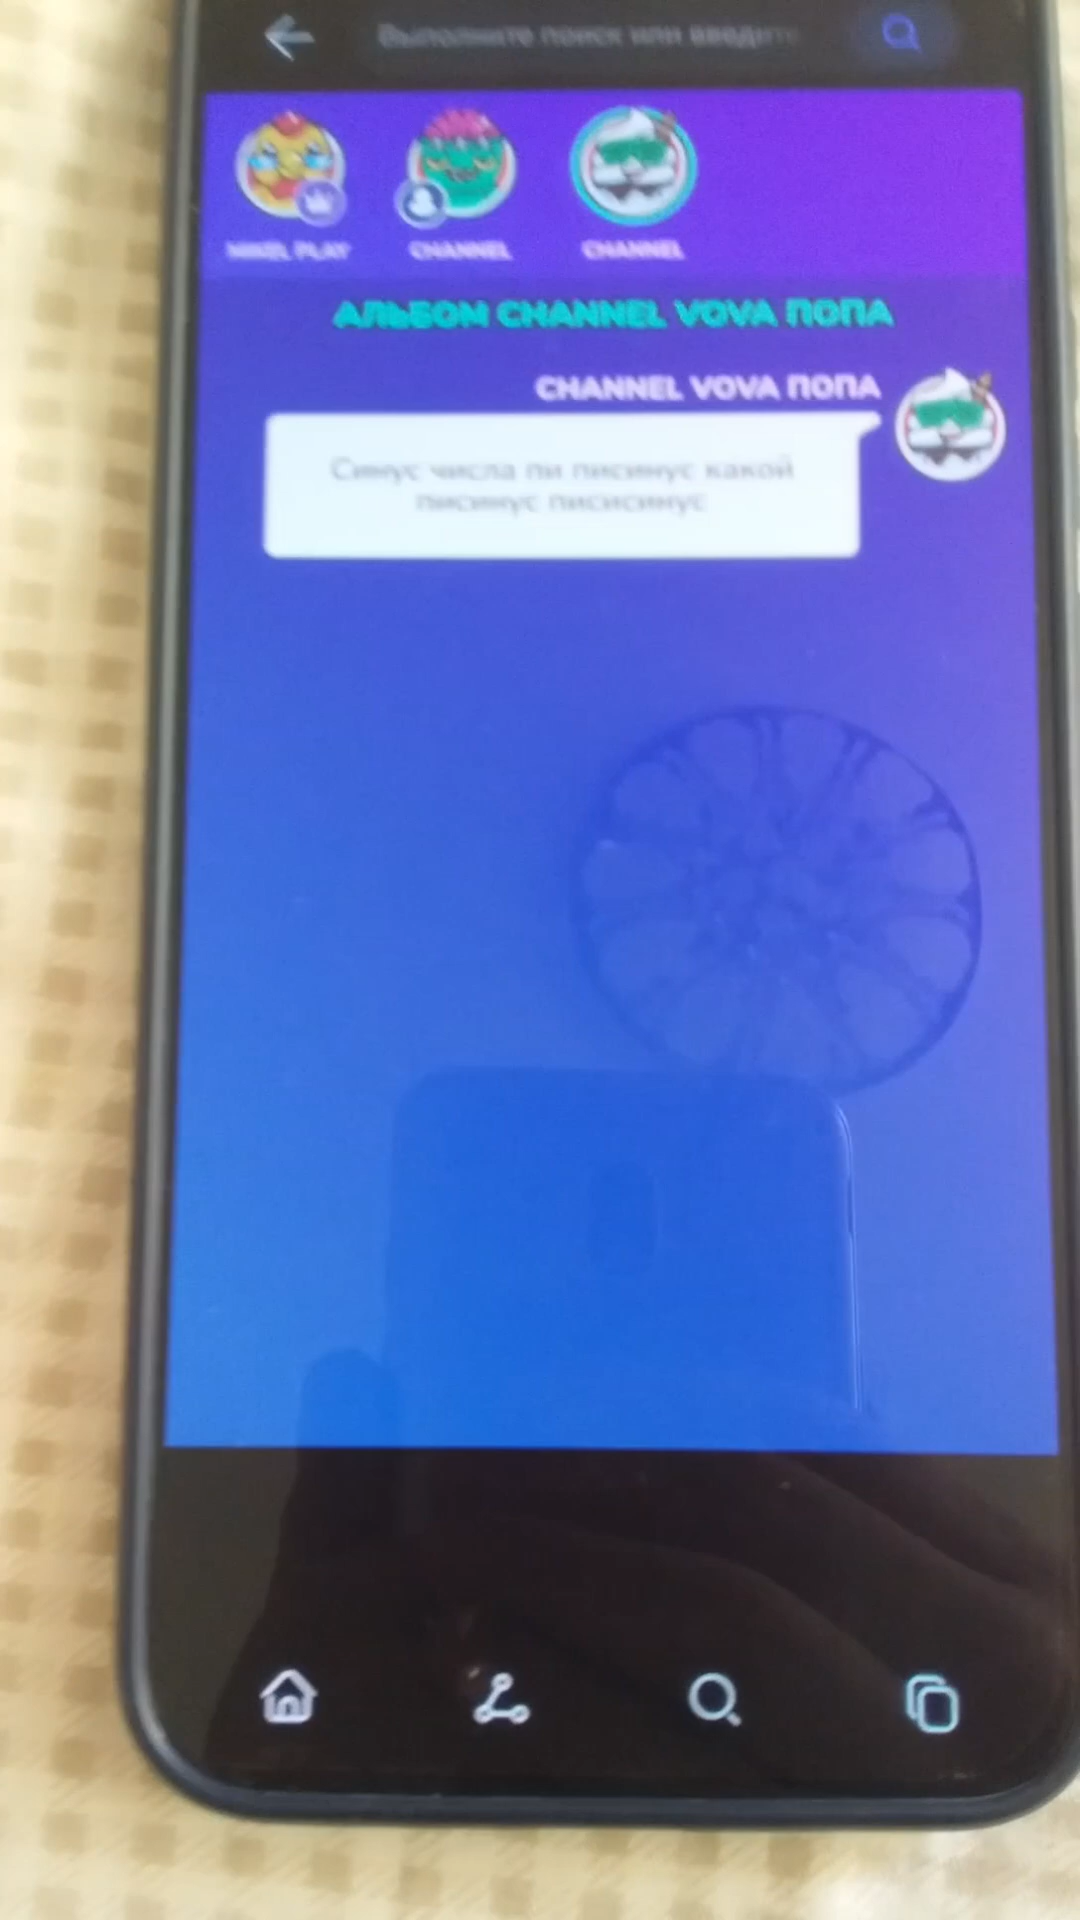 Выполните поиск или введите
NIKEL PLAY
CHANNEL
CHANNEL
АЛЬБОМ CHANNEL VOVA ПОПА
CHANNEL VOVA ПОПА
Синус числа пи писинус какой
писинус писисинус